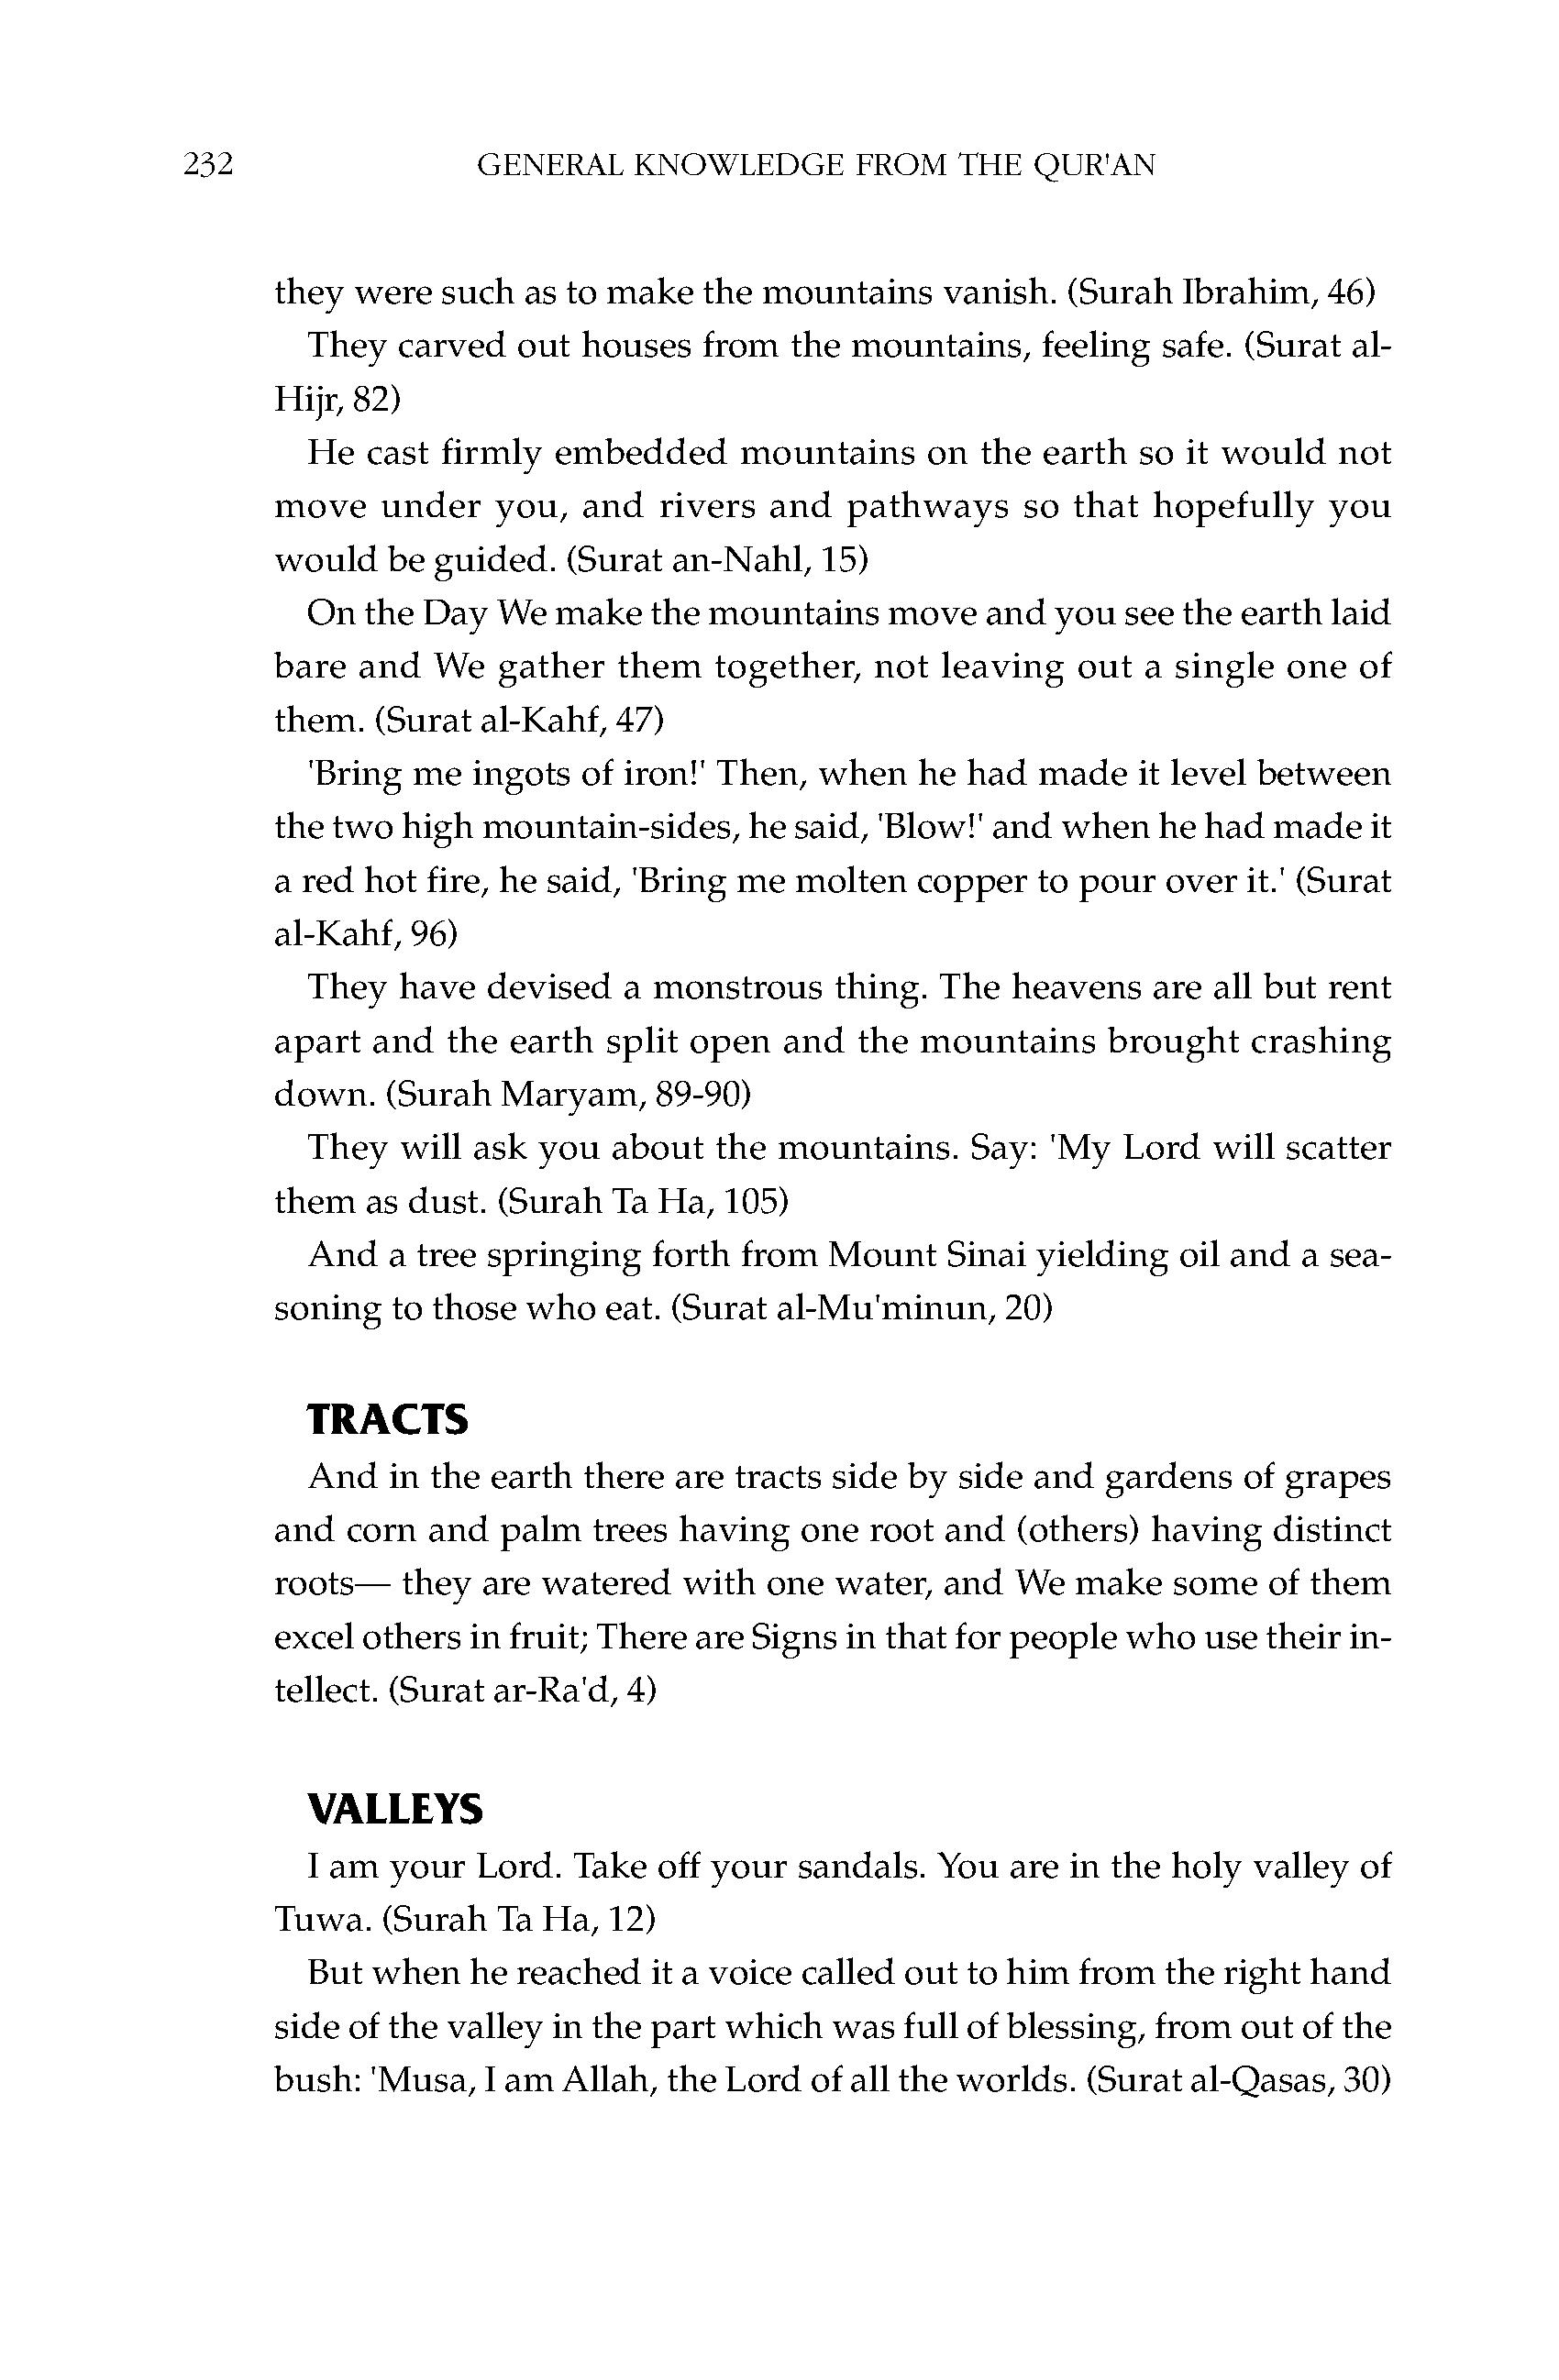 232 GENERAL KNOWLEDGE FROM THE QUR'AN
they were such as to make the mountains vanish. (Surah Ibrahim, 46)
They carved out houses from the mountains, feeling safe. (Surat al-
Hijr, 82)
He cast firmly embedded mountains on the earth so it would not
move under you, and rivers and pathways so that hopefully you
would be guided. (Surat an-Nahl, 15)
On the Day We make the mountains move and you see the earth laid
bare and We gather them together, not leaving out a single one of
them. (Surat al-Kahf, 47)
'Bring me ingots of iron!' Then, when he had made it level between
the two high mountain-sides, he said, 'Blow!' and when he had made it
a red hot fire, he said, 'Bring me molten copper to pour over it.' (Surat
al-Kahf, 96)
They have devised a monstrous thing. The heavens are all but rent
apart and the earth split open and the mountains brought crashing
down. (Surah Maryam, 89-90)
They will ask you about the mountains. Say: 'My Lord will scatter
them as dust. (Surah Ta Ha, 105)
And a tree springing forth from Mount Sinai yielding oil and a sea-
soning to those who eat. (Surat al-Mu'minun, 20)
TRACTS
And in the earth there are tracts side by side and gardens of grapes
and corn and palm trees having one root and (others) having distinct
roots— they are watered with one water, and We make some of them
excel others in fruit; There are Signs in that for people who use their in-
tellect. (Surat ar-Ra'd, 4)
VALLEYS
I am your Lord. Take off your sandals. You are in the holy valley of
Tuwa. (Surah Ta Ha, 12)
But when he reached it a voice called out to him from the right hand
side of the valley in the part which was full of blessing, from out of the
bush: 'Musa, I am Allah, the Lord of all the worlds. (Surat al-Qasas, 30)